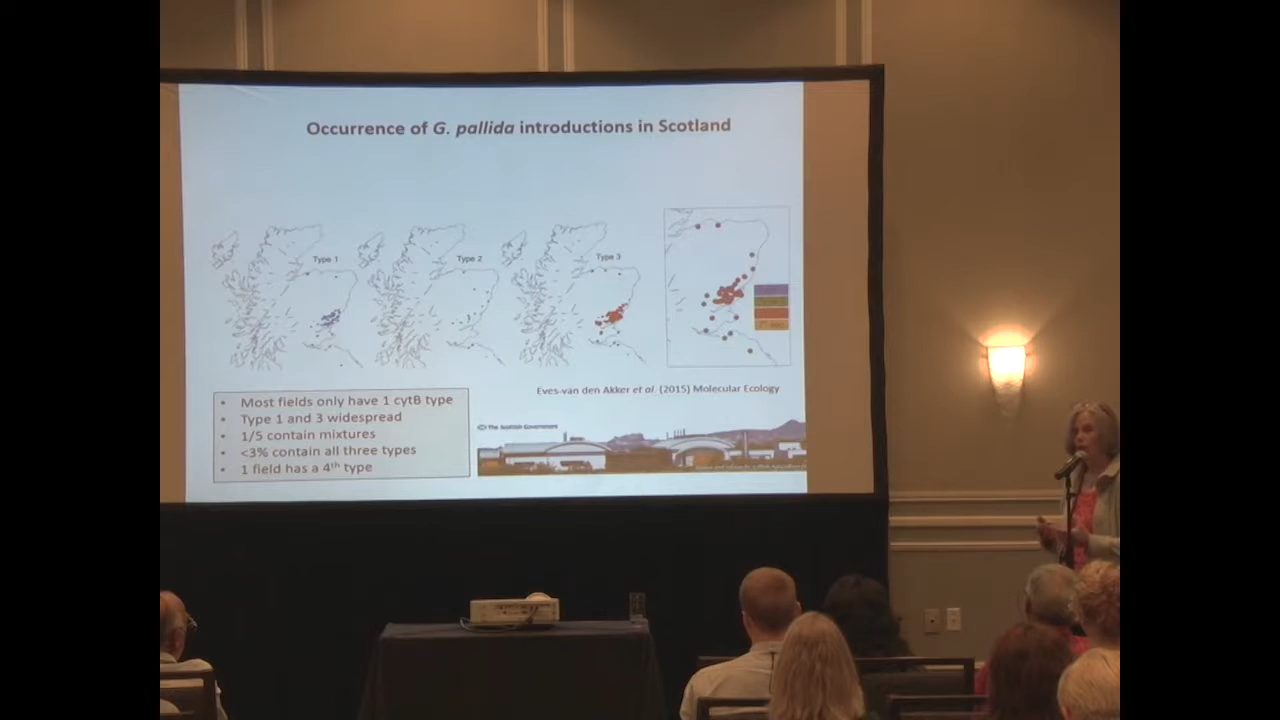 Occurrence of G. pallida introductions in Scotland
Type 1
Type 2
Type 3
Eves-van den Akker et al. (2015) Molecular Ecology
• Most fields only have 1 cytB type
• Type 1 and 3 widespread
• 1/5 contain mixtures
• <3% contain all three types
• 1 field has a 4th type
(C) The Scottish Government